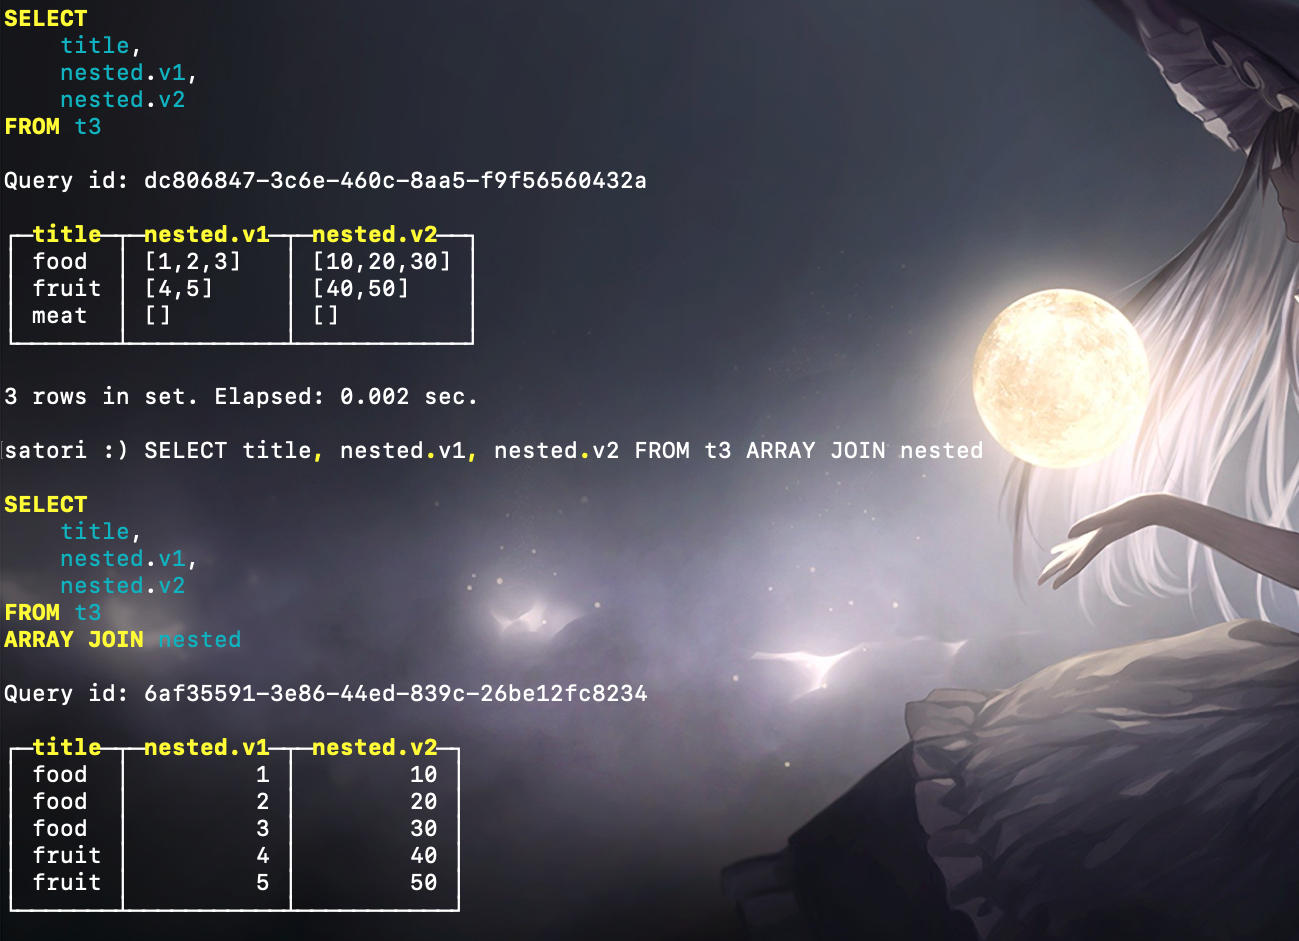 SELECT
title,
nested.v1,
nested.v2
FROM t3
Query id: dc806847-3c6e-460c-8aa5-f9f56560432a
title nested.v1 nested.v2
food [1,2,3] [10,20,30]
fruit [4,5] [40,50]
meat [] []
3 rows in set. Elapsed: 0.002 sec.
satori :) SELECT title, nested.v1, nested.v2 FROM t3 ARRAY JOIN nested
SELECT
title,
nested.v1,
nested.v2
FROM t3
ARRAY JOIN nested
Query id: 6af35591-3e86-44ed-839c-26be12fc8234
title nested.v1 nested.v2
food 1 10
food 2 20
food 3 30
fruit 4 40
fruit 5 50